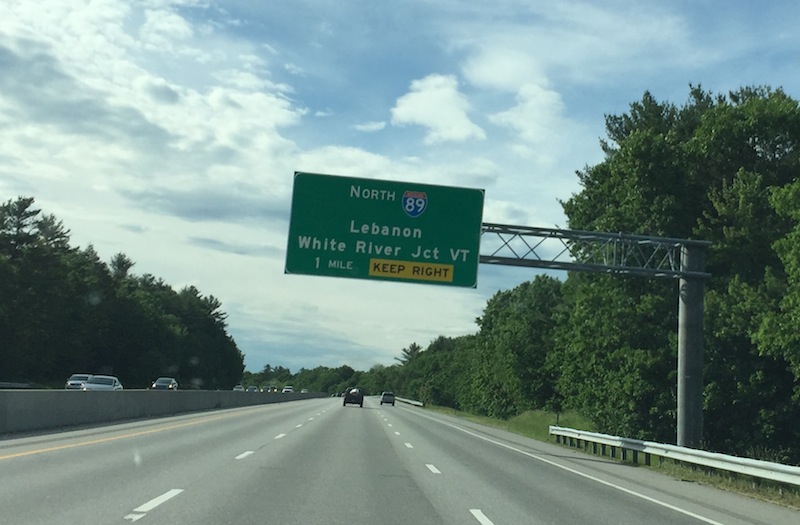 NORTH 89
Lebanon
White River Jct VT
1 MILE KEEP RIGHT